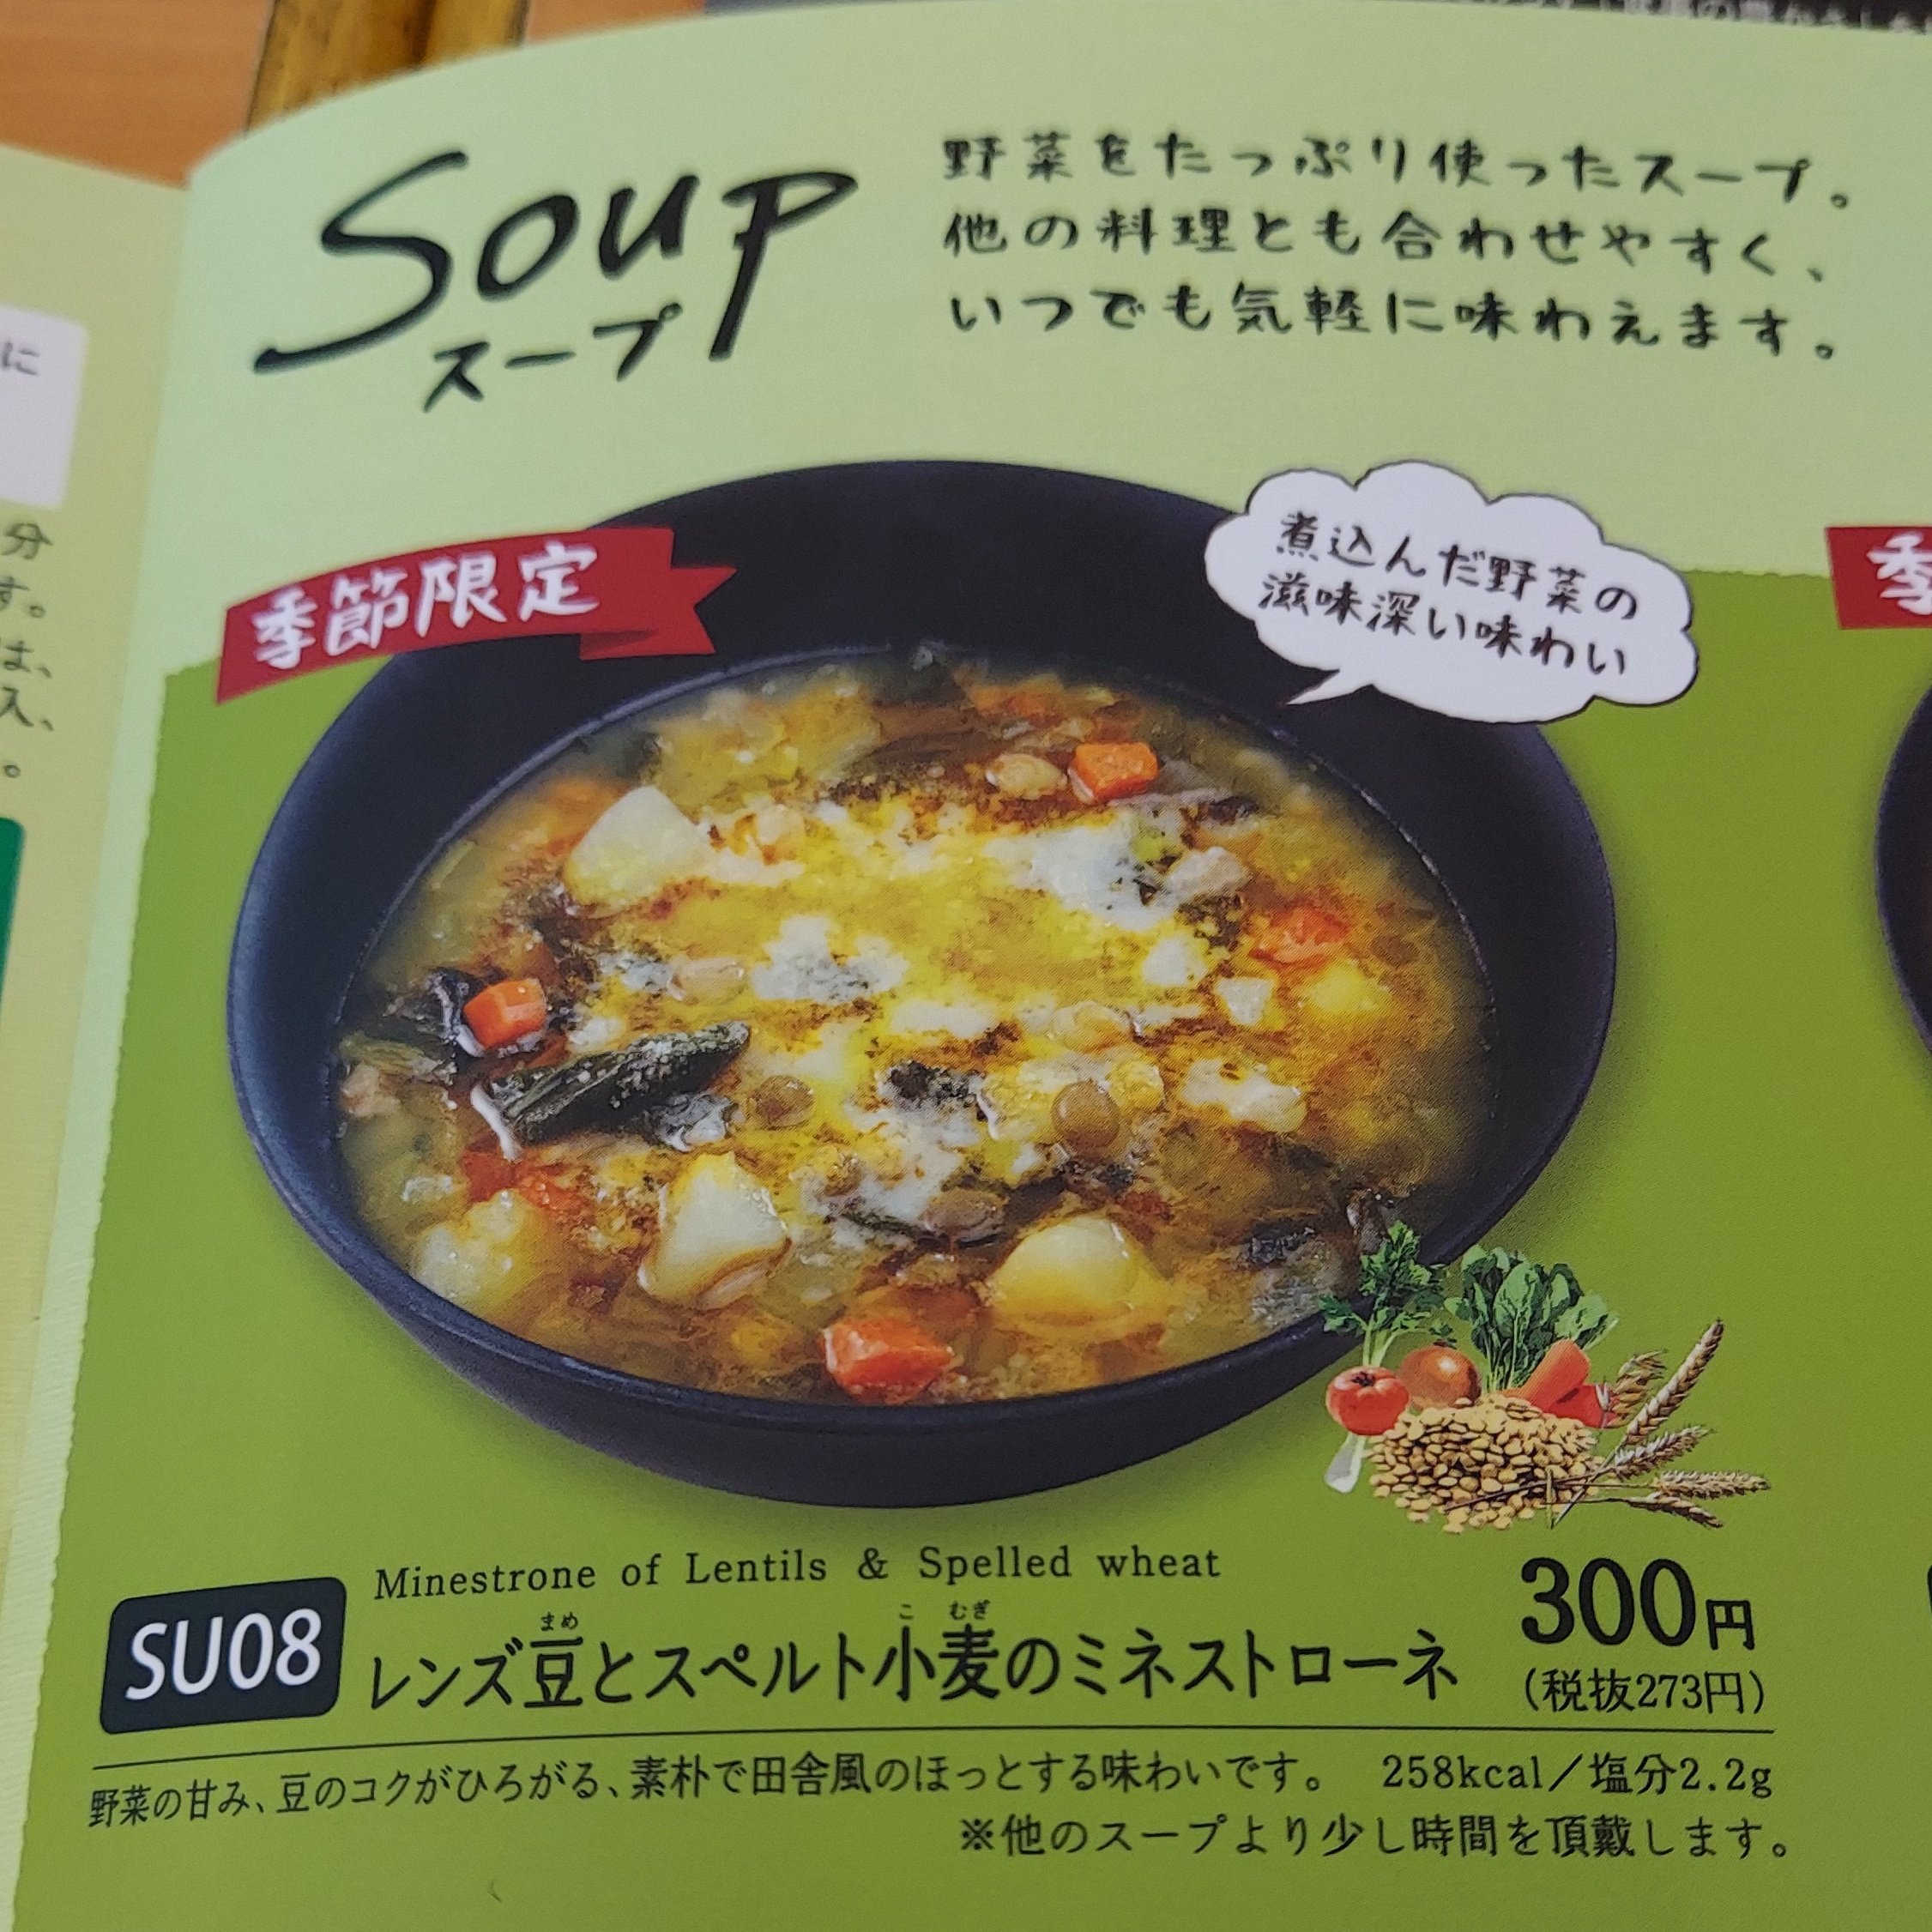 に
分
す。
は、
入、
。
Soup
スープ
野菜をたっぷり使ったスープ。
他の料理とも合わせやすく、
いつでも気軽に味わえます。
季節限定
煮込んだ野菜の
滋味深い味わい
季
Minestrone of Lentils & Spelled wheat
SU08
まめ こ むぎ
レンズ豆とスペルト小麦のミネストローネ
300円
(税抜273円)
野菜の甘み、豆のコクがひろがる、素朴で田舎風のほっとする味わいです。 258kcal/塩分2.2g
※他のスープより少し時間を頂戴します。